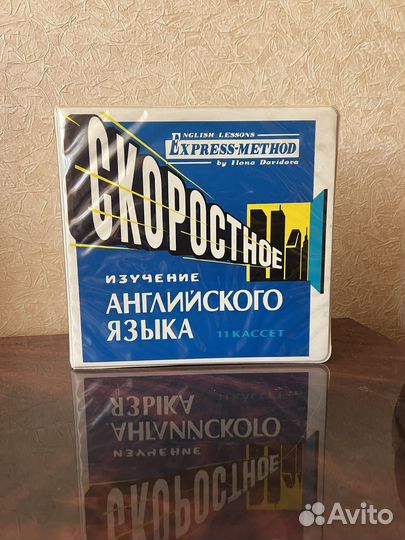 ENGLISH LESSONS
EXPRESS-METHOD
by Ilona Davidova
СКОРОСТНОЕ
ИЗУЧЕНИЕ
АНГЛИЙСКОГО
ЯЗЫКА
11 КАССЕТ
Avito